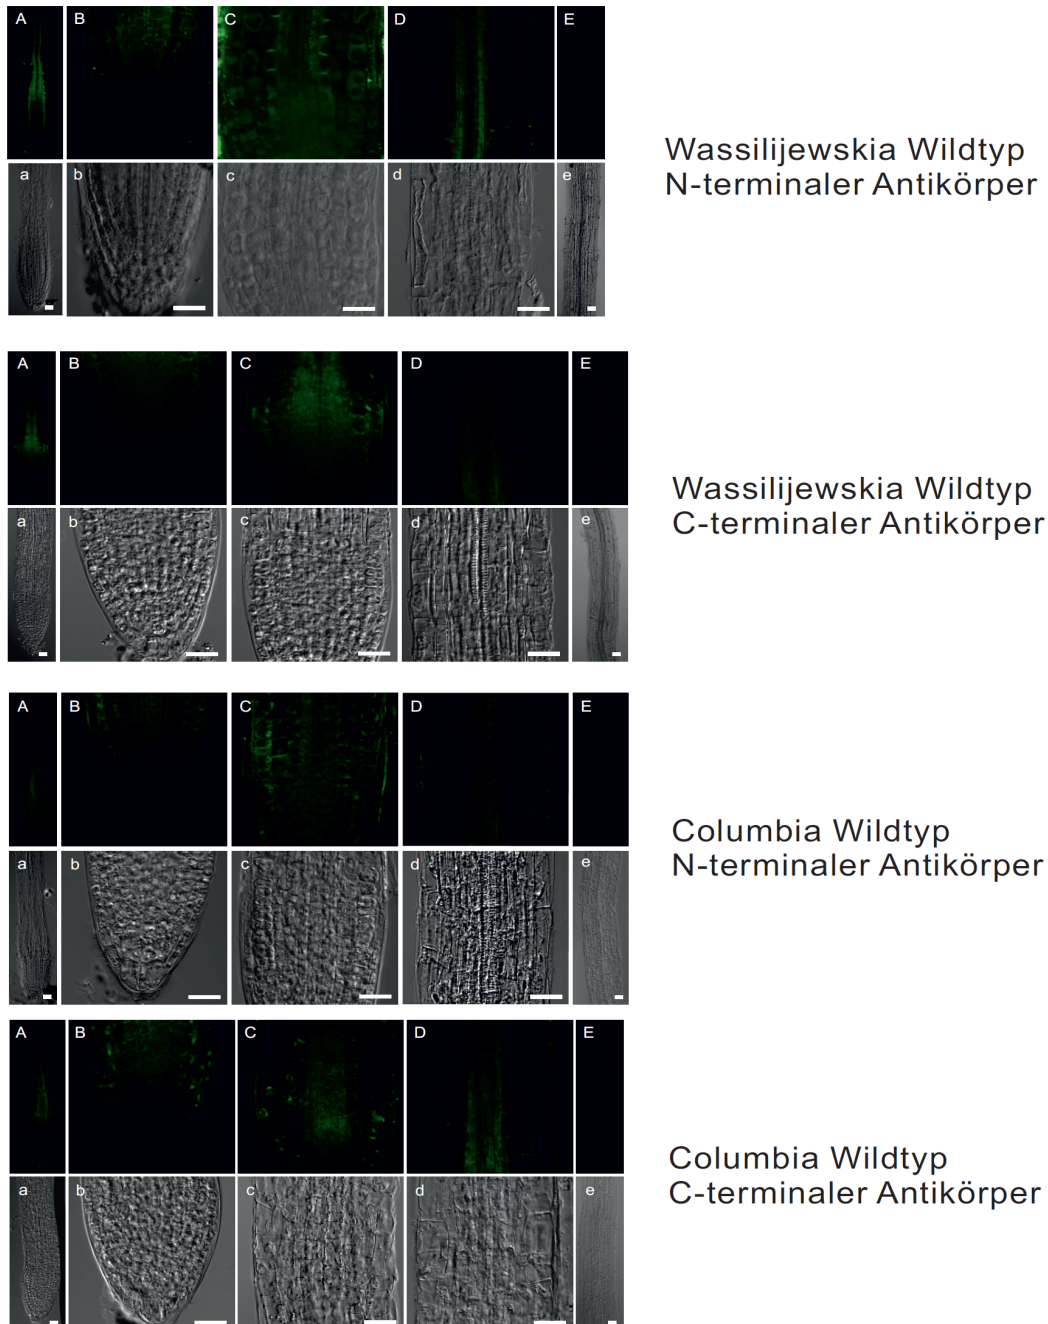 A B C D E
a b c d e
Wassilijewskia Wildtyp
N-terminaler Antikörper
A B C D E
a b c d e
Wassilijewskia Wildtyp
C-terminaler Antikörper
A B C D E
a b c d e
Columbia Wildtyp
N-terminaler Antikörper
A B C D E
a b c d e
Columbia Wildtyp
C-terminaler Antikörper